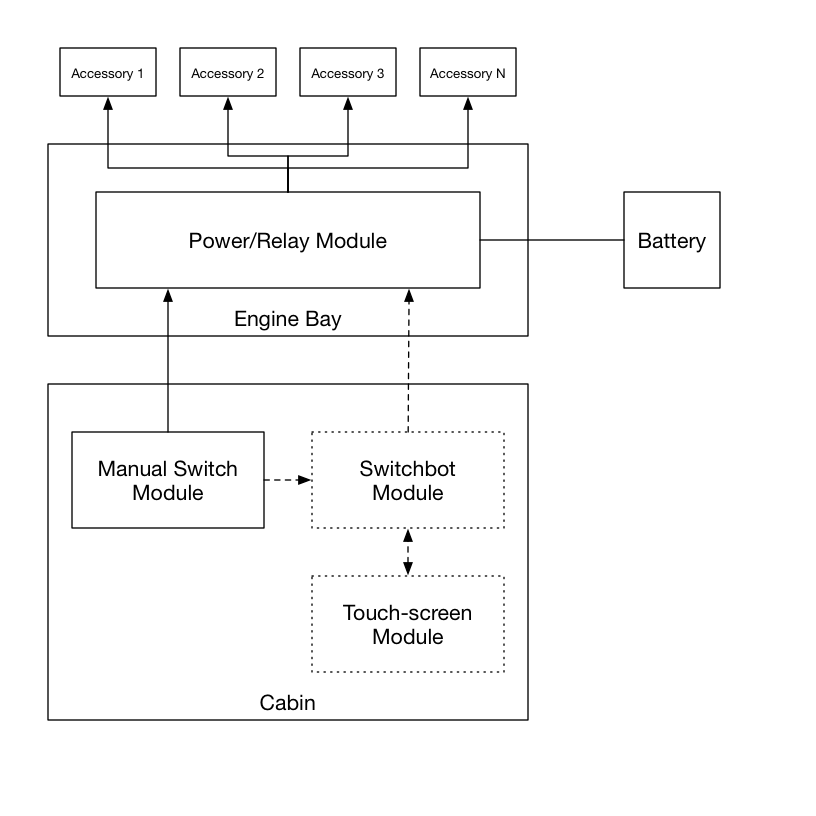 Accessory 1
Accessory 2
Accessory 3
Accessory N
Power/Relay Module
Battery
Engine Bay
Manual Switch
Module
Switchbot
Module
Touch-screen
Module
Cabin